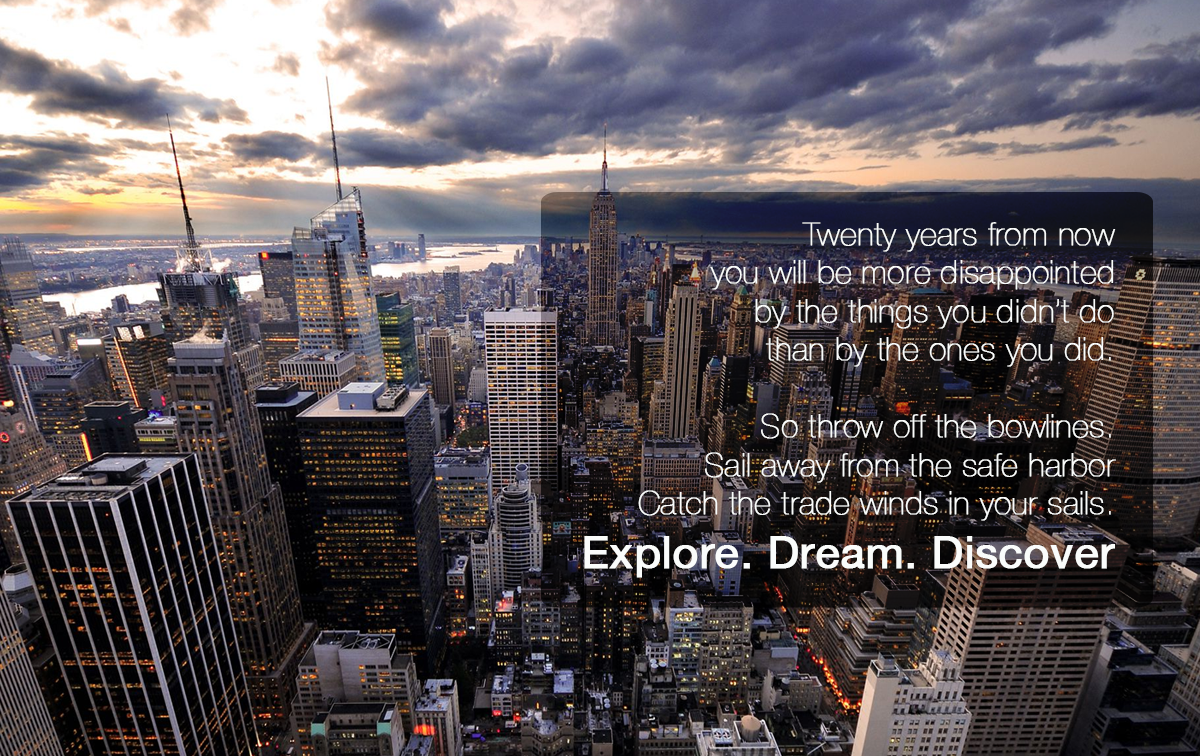 Twenty years from now
you will be more disappointed
by the things you didn't do
than by the ones you did.
So throw off the bowlines.
Sail away from the safe harbor
Catch the trade winds in your sails.
Explore. Dream. Discover